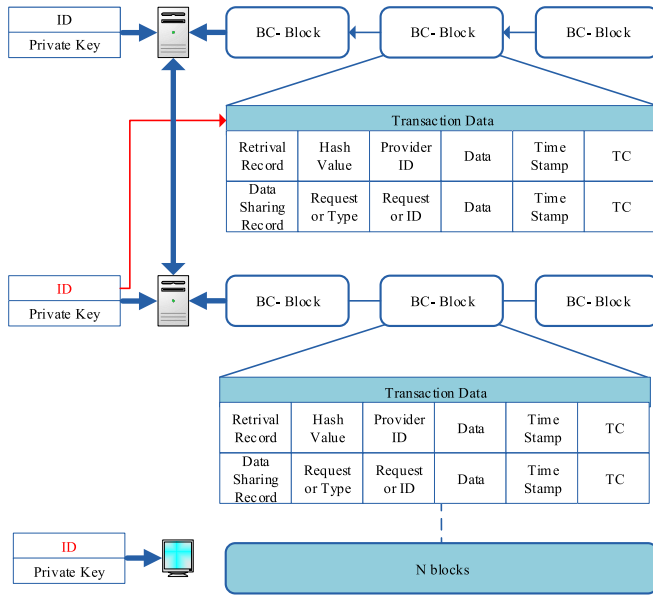 ID
Private Key
BC- Block
BC- Block
BC- Block
Transaction Data
Retrival
Record
Hash
Value
Provider
ID
Data
Time
Stamp
TC
Data
Sharing
Record
Request
or Type
Request
or ID
Data
Time
Stamp
TC
ID
Private Key
BC- Block
BC- Block
BC- Block
Transaction Data
Retrival
Record
Hash
Value
Provider
ID
Data
Time
Stamp
TC
Data
Sharing
Record
Request
or Type
Request
or ID
Data
Time
Stamp
TC
ID
Private Key
N blocks